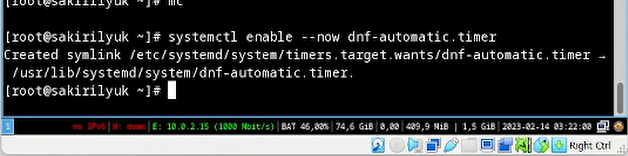 [root@sakirilyuk ~]# mc
[root@sakirilyuk ~]# systemctl enable --now dnf-automatic.timer
Created symlink /etc/systemd/system/timers.target.wants/dnf-automatic.timer →
/usr/lib/systemd/system/dnf-automatic.timer.
[root@sakirilyuk ~]#
1 no IPv6 | W: down | E: 10.0.2.15 (1000 Mbit/s) | BAT 46,00% | 74,6 GiB | 0,00 | 409,9 MiB | 1,5 GiB | 2023-02-14 03:22:00
Right Ctrl